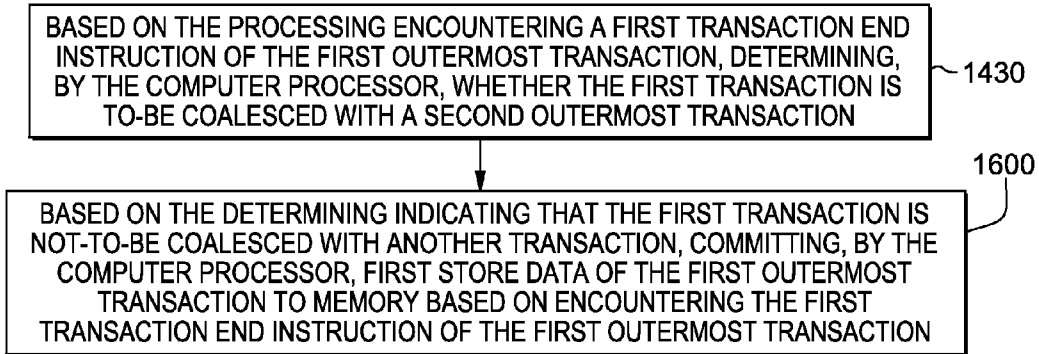 BASED ON THE PROCESSING ENCOUNTERING A FIRST TRANSACTION END
INSTRUCTION OF THE FIRST OUTERMOST TRANSACTION, DETERMINING,
BY THE COMPUTER PROCESSOR, WHETHER THE FIRST TRANSACTION IS
TO-BE COALESCED WITH A SECOND OUTERMOST TRANSACTION
1430
1600
BASED ON THE DETERMINING INDICATING THAT THE FIRST TRANSACTION IS
NOT-TO-BE COALESCED WITH ANOTHER TRANSACTION, COMMITTING, BY THE
COMPUTER PROCESSOR, FIRST STORE DATA OF THE FIRST OUTERMOST
TRANSACTION TO MEMORY BASED ON ENCOUNTERING THE FIRST
TRANSACTION END INSTRUCTION OF THE FIRST OUTERMOST TRANSACTION